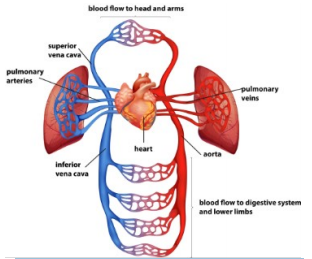 blood flow to head and arms
superior
vena cava
pulmonary
arteries
pulmonary
veins
heart
aorta
inferior
vena cava
blood flow to digestive system
and lower limbs